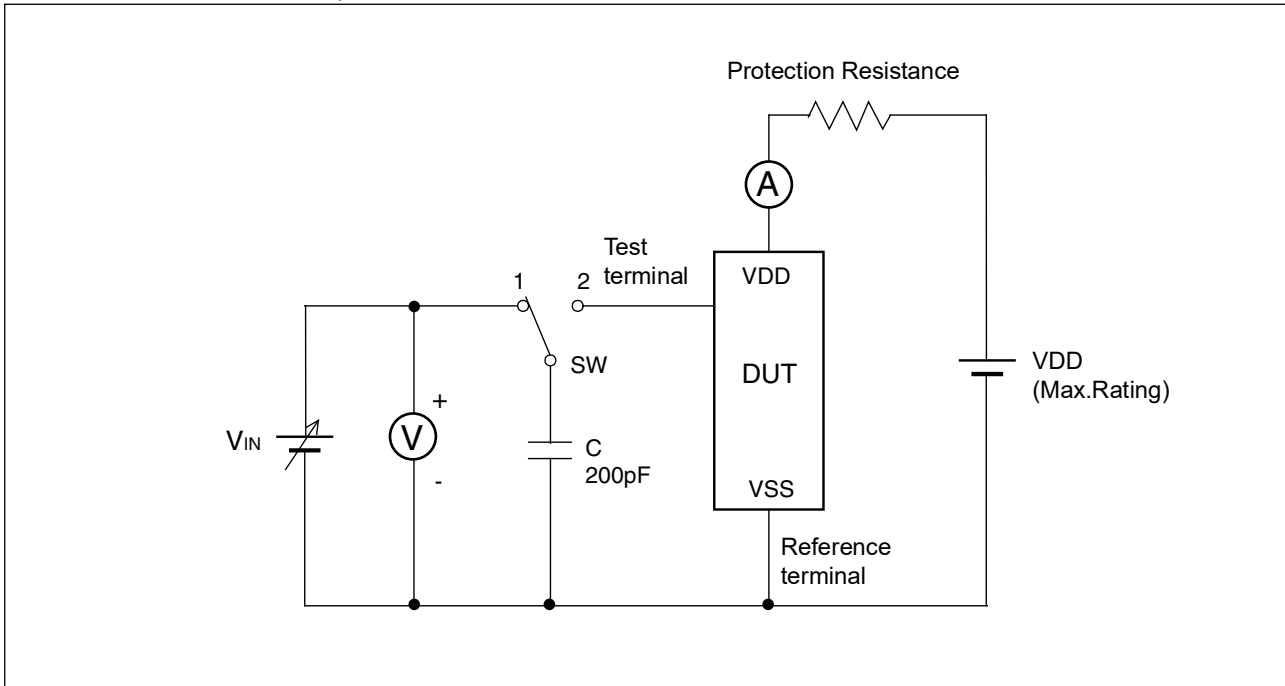 Protection Resistance
A
Test
terminal
1
2
VDD
SW
DUT
VDD
(Max.Rating)
+
VIN
V
C
200pF
-
VSS
Reference
terminal